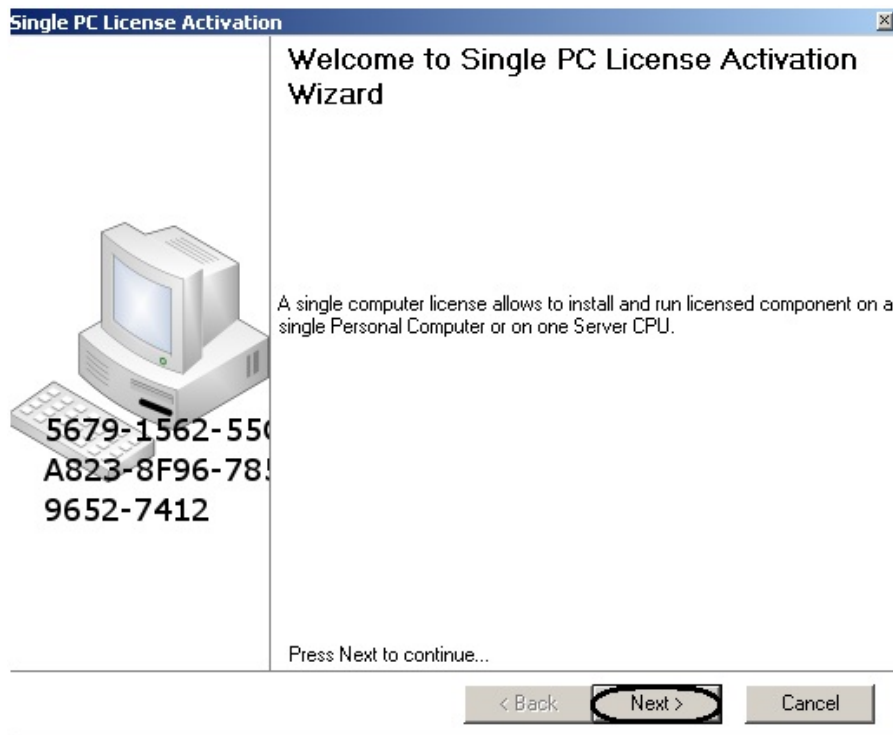 Single PC License Activation
Welcome to Single PC License Activation
Wizard
A single computer license allows to install and run licensed component on a
single Personal Computer or on one Server CPU.
5679-1562-55
A823-8F96-78
9652-7412
Press Next to continue...
< Back
Next >
Cancel